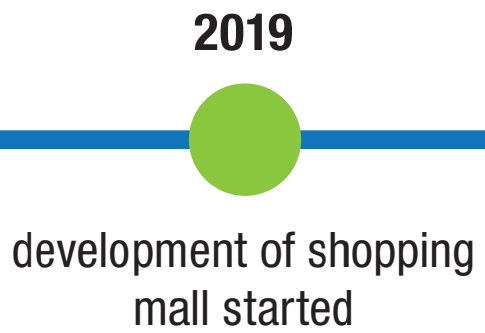 2019
development of shopping
mall started